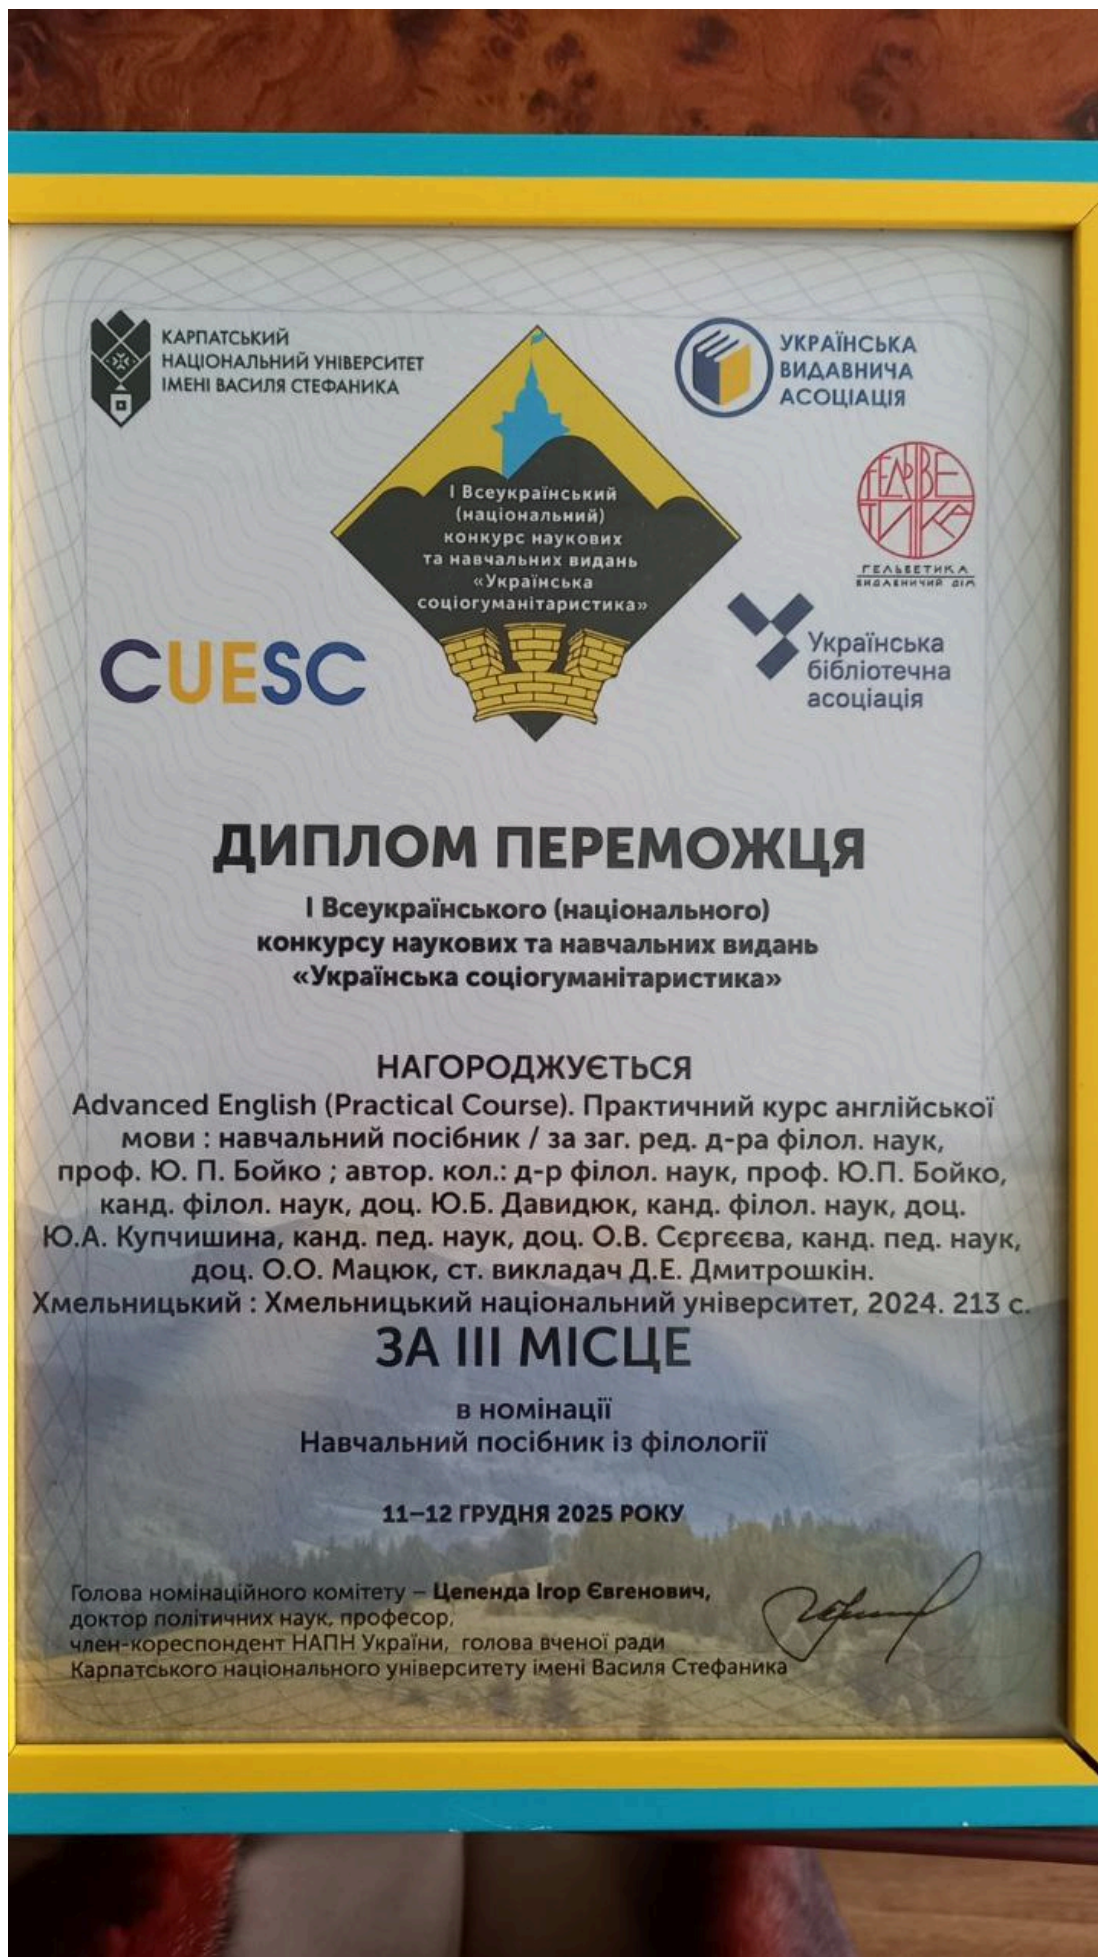 КАРПАТСЬКИЙ
НАЦІОНАЛЬНИЙ УНІВЕРСИТЕТ
ІМЕНІ ВАСИЛЯ СТЕФАНИКА
УКРАЇНСЬКА
ВИДАВНИЧА
АСОЦІАЦІЯ
І Всеукраїнський
(національний)
конкурс наукових
та навчальних видань
«Українська
соціогуманітаристика»
ГЕЛЬВЕТИКА
ГЕЛЬВЕТИКА
ВИДАВНИЧИЙ ДІМ
CUESC
Українська
бібліотечна
асоціація
ДИПЛОМ ПЕРЕМОЖЦЯ
І Всеукраїнського (національного)
конкурсу наукових та навчальних видань
«Українська соціогуманітаристика»
НАГОРОДЖУЄТЬСЯ
Advanced English (Practical Course). Практичний курс англійської
мови : навчальний посібник / за заг. ред. д-ра філол. наук,
проф. Ю. П. Бойко ; автор. кол.: д-р філол. наук, проф. Ю.П. Бойко,
канд. філол. наук, доц. Ю.Б. Давидюк, канд. філол. наук, доц.
Ю.А. Купчишина, канд. пед. наук, доц. О.В. Сєргєєва, канд. пед. наук,
доц. О.О. Мацюк, ст. викладач Д.Е. Дмитрошкін.
Хмельницький : Хмельницький національний університет, 2024. 213 с.
ЗА ІІІ МІСЦЕ
в номінації
Навчальний посібник із філології
11–12 ГРУДНЯ 2025 РОКУ
Голова номінаційного комітету – Цепенда Ігор Євгенович,
доктор політичних наук, професор,
член-кореспондент НАПН України, голова вченої ради
Карпатського національного університету імені Василя Стефаника